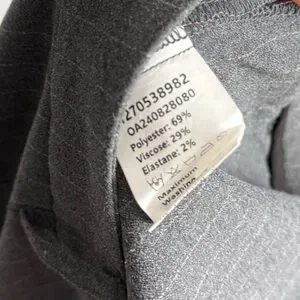 270538982
OA240828080
Polyester: 69%
Viscose: 29%
Elastane: 2%
Maximum
Washing